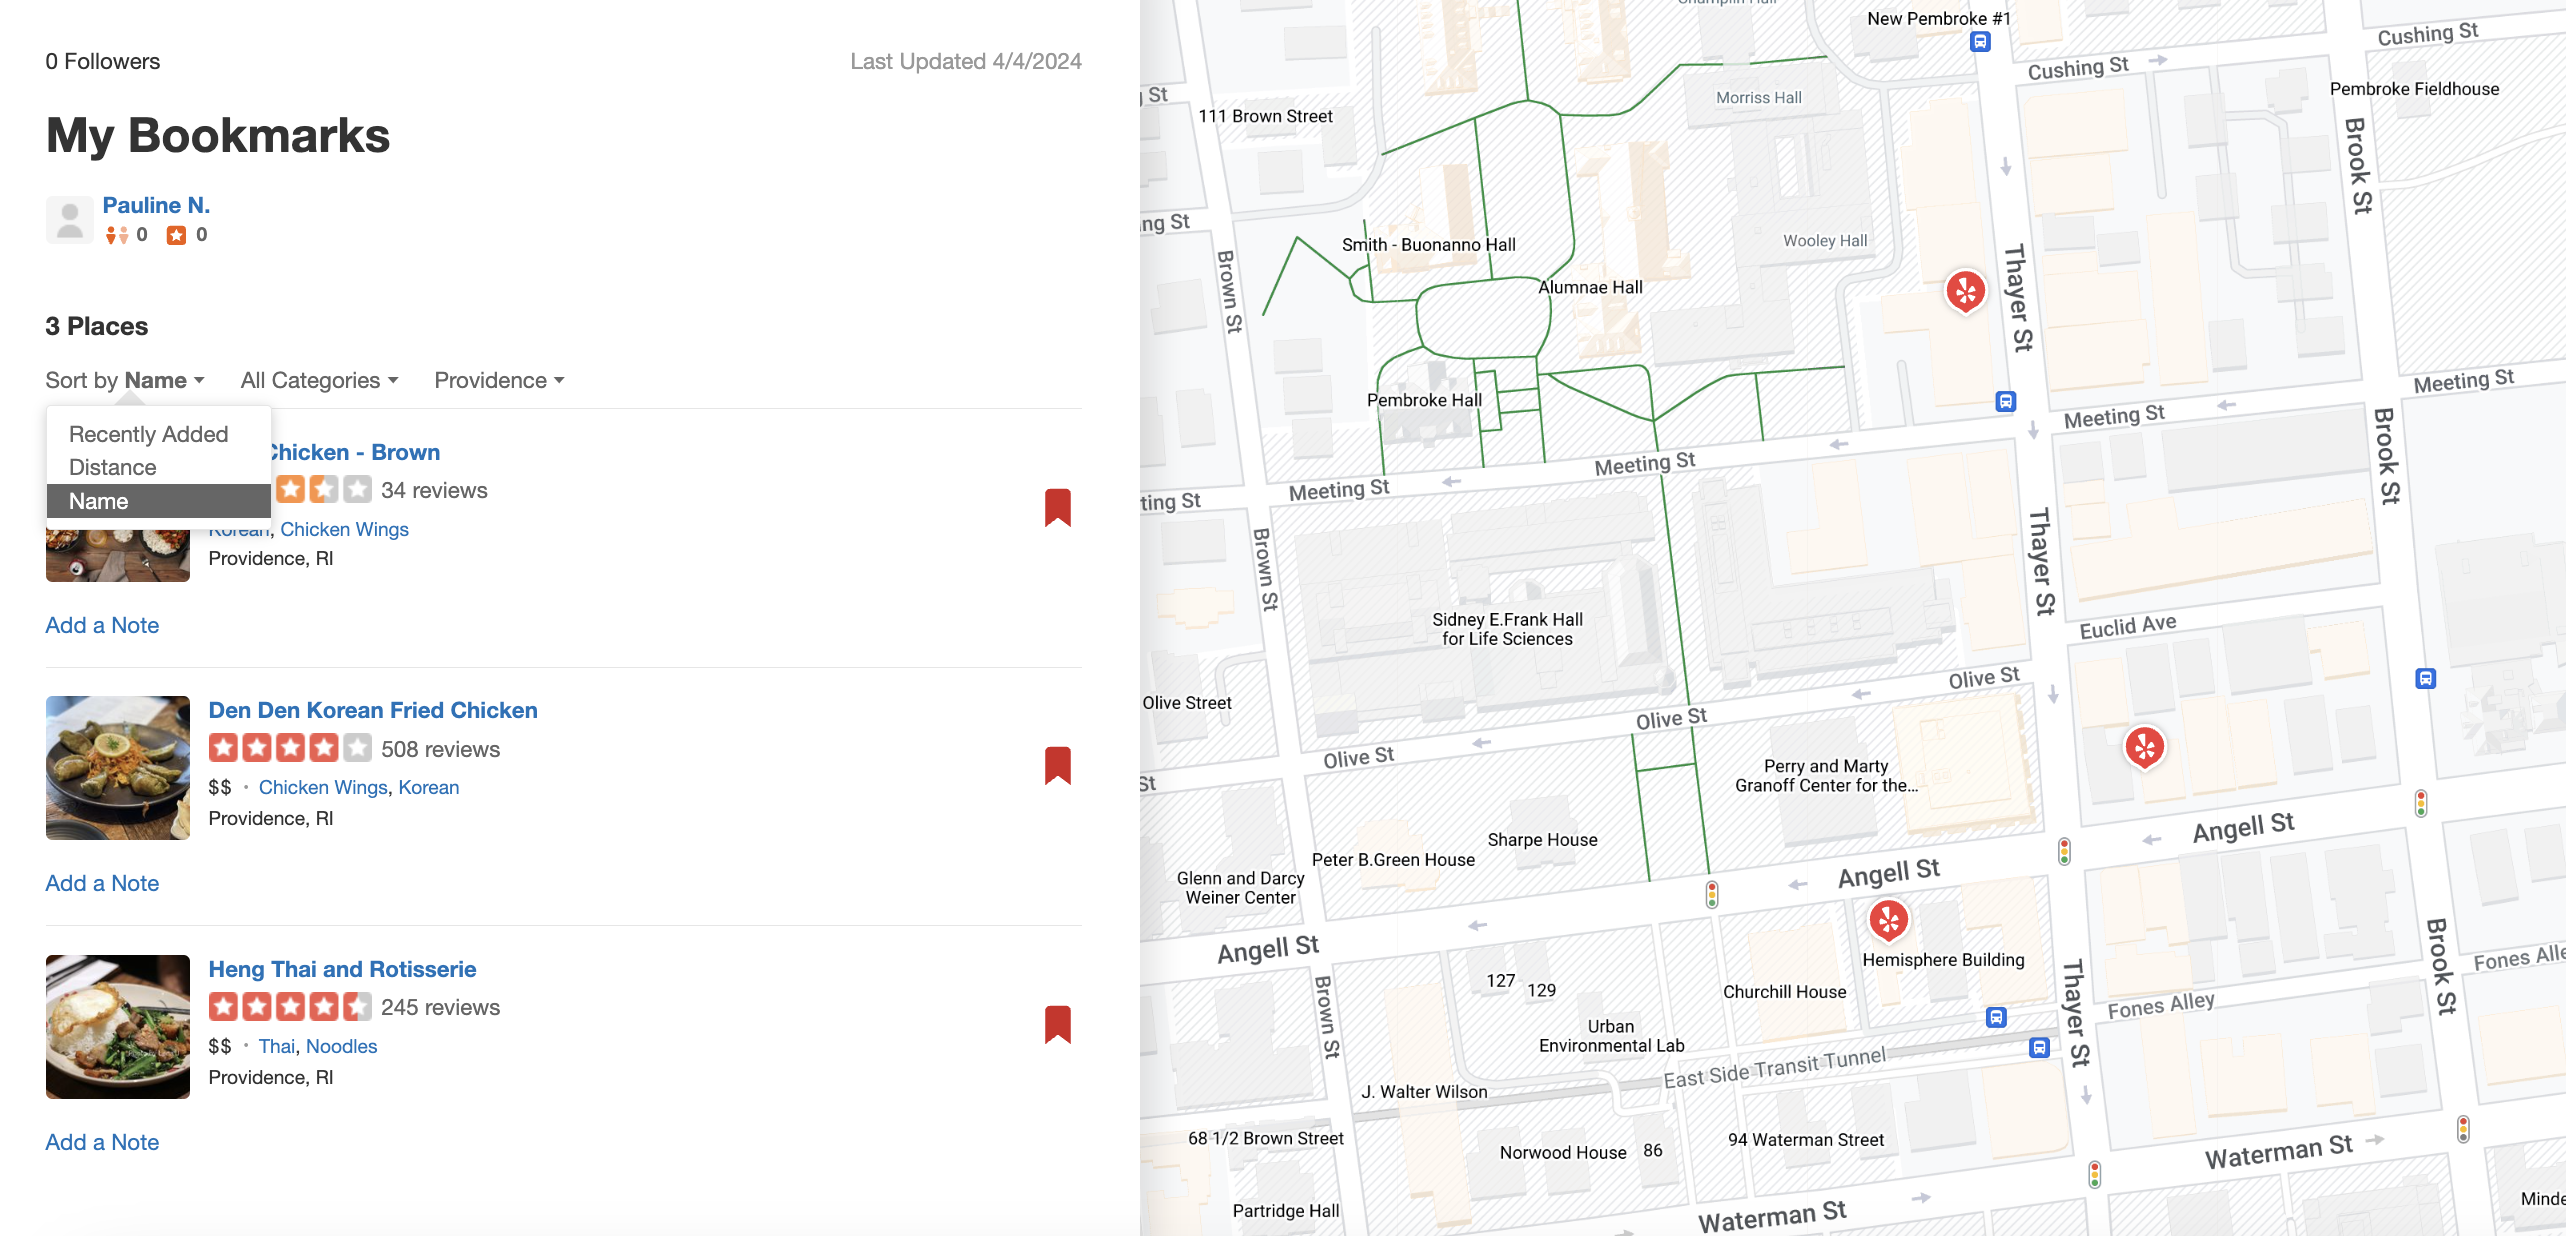 0 Followers
Last Updated 4/4/2024
My Bookmarks
Pauline N.
0 0
3 Places
Sort by Name
All Categories
Providence
Recently Added
Distance
Name
Chicken - Brown
34 reviews
Korean, Chicken Wings
Providence, RI
Add a Note
Den Den Korean Fried Chicken
508 reviews
$$ · Chicken Wings, Korean
Providence, RI
Add a Note
Heng Thai and Rotisserie
245 reviews
$$ · Thai, Noodles
Providence, RI
Add a Note
New Pembroke #1
Cushing St
Cushing St
St
Morriss Hall
Pembroke Fieldhouse
111 Brown Street
Brook St
ng St
Smith - Buonanno Hall
Wooley Hall
Brown St
Alumnae Hall
Thayer St
Meeting St
Pembroke Hall
Meeting St
Brook St
Meeting St
Meeting St
ting St
Brown St
Thayer St
Sidney E.Frank Hall
for Life Sciences
Euclid Ave
Olive St
Olive Street
Olive St
Olive St
St
Perry and Marty
Granoff Center for the...
Angell St
Sharpe House
Peter B.Green House
Glenn and Darcy
Weiner Center
Angell St
Angell St
Hemisphere Building
Brook St
Fones Alle
127
129
Churchill House
Thayer St
Fones Alley
Brown St
Urban
Environmental Lab
East Side Transit Tunnel
J. Walter Wilson
68 1/2 Brown Street
Norwood House
86
94 Waterman Street
Waterman St
Partridge Hall
Waterman St
Minde